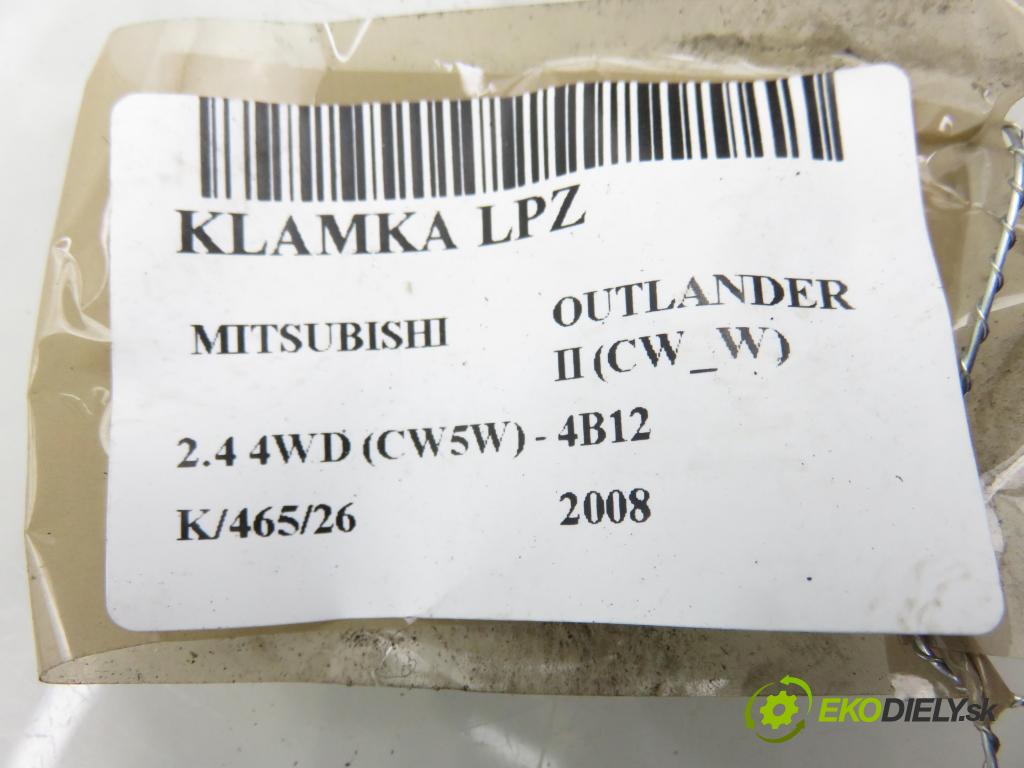 KLAMKA LPZ
MITSUBISHI
OUTLANDER
II (CW_W)
2.4 4WD (CW5W) - 4B12
K/465/26
2008
EKODIELY.sk